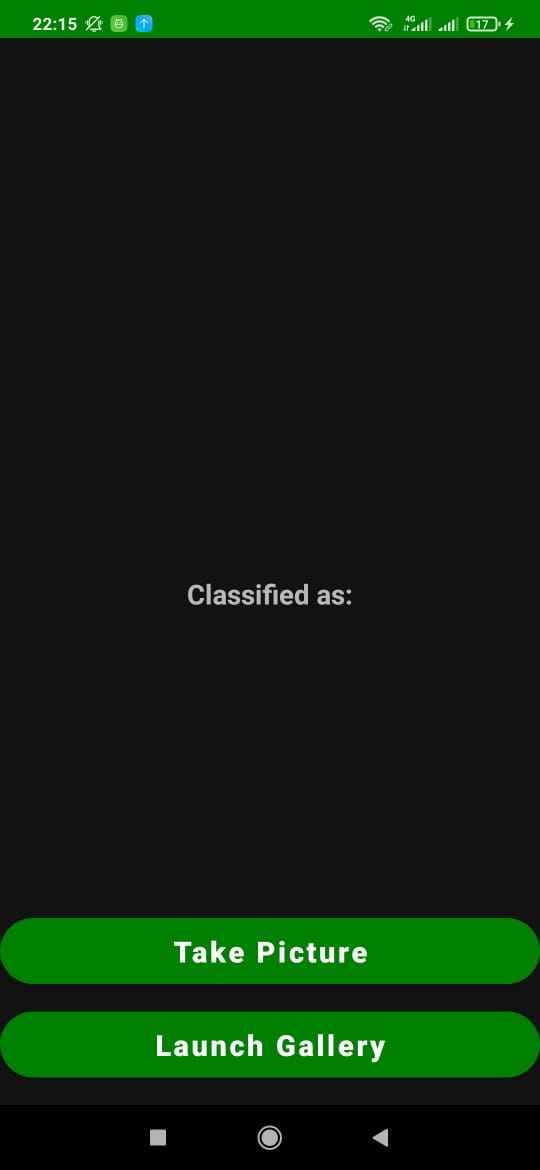 22:15
4G
17
Classified as:
Take Picture
Launch Gallery